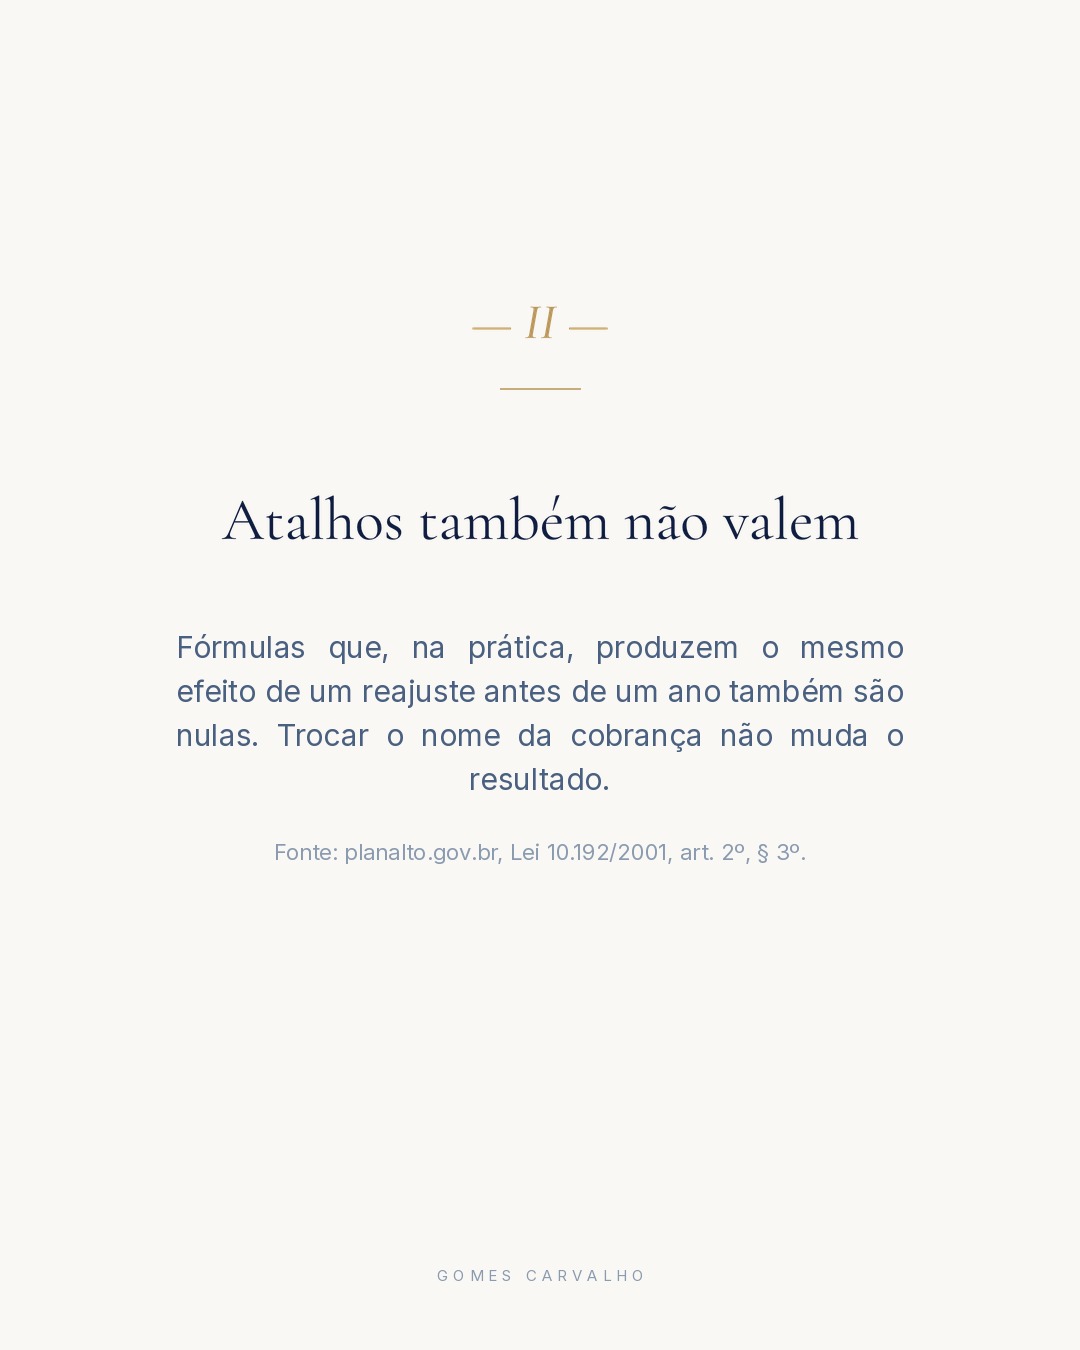 — II —
Atalhos também não valem
Fórmulas que, na prática, produzem o mesmo
efeito de um reajuste antes de um ano também são
nulas. Trocar o nome da cobrança não muda o
resultado.
Fonte: planalto.gov.br, Lei 10.192/2001, art. 2º, § 3º.
GOMES CARVALHO